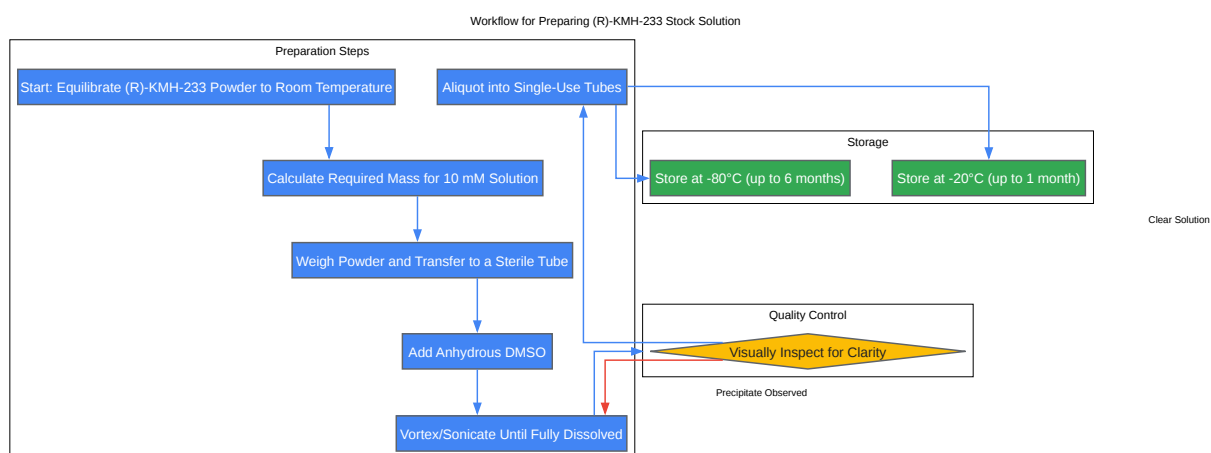 Workflow for Preparing (R)-KMH-233 Stock Solution
Preparation Steps
Start: Equilibrate (R)-KMH-233 Powder to Room Temperature
Aliquot into Single-Use Tubes
Storage
Calculate Required Mass for 10 mM Solution
Store at -80°C (up to 6 months)
Store at -20°C (up to 1 month)
Clear Solution
Weigh Powder and Transfer to a Sterile Tube
Quality Control
Add Anhydrous DMSO
Visually Inspect for Clarity
Precipitate Observed
Vortex/Sonicate Until Fully Dissolved